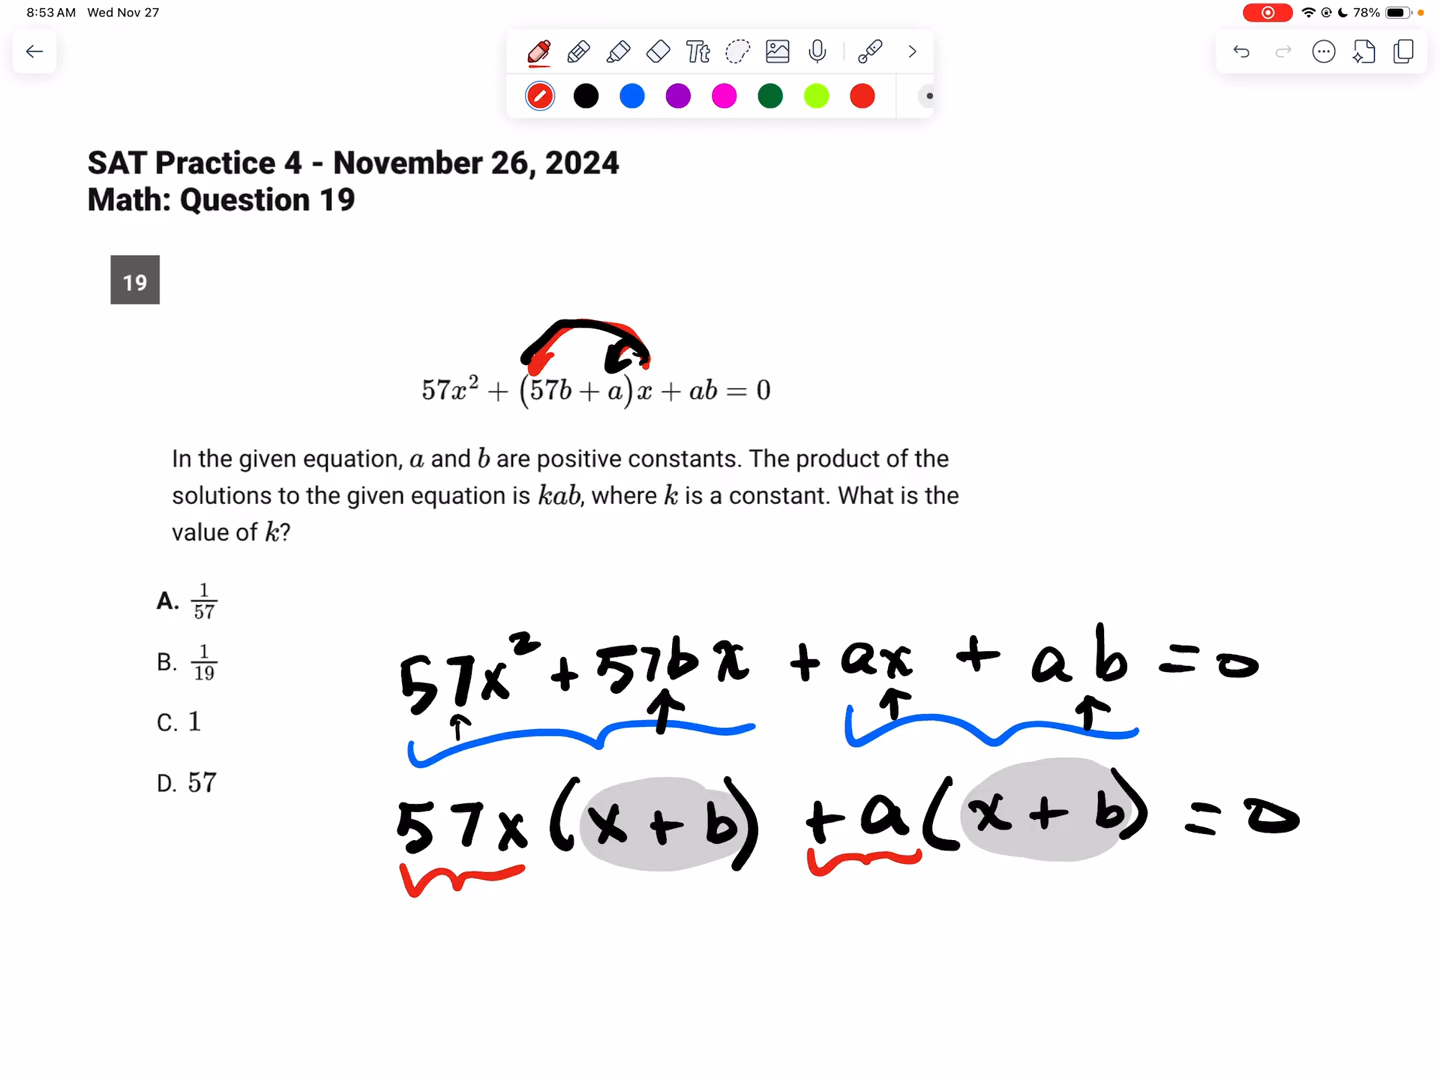 8:53 AM Wed Nov 27
78%
Tt
SAT Practice 4 - November 26, 2024
Math: Question 19
19
57x² + (57b + a)x + ab = 0
In the given equation, a and b are positive constants. The product of the
solutions to the given equation is kab, where k is a constant. What is the
value of k?
A. 1/57
B. 1/19
C. 1
D. 57
57x² + 57bx + ax + ab = 0
57x(x + b) + a(x + b) = 0